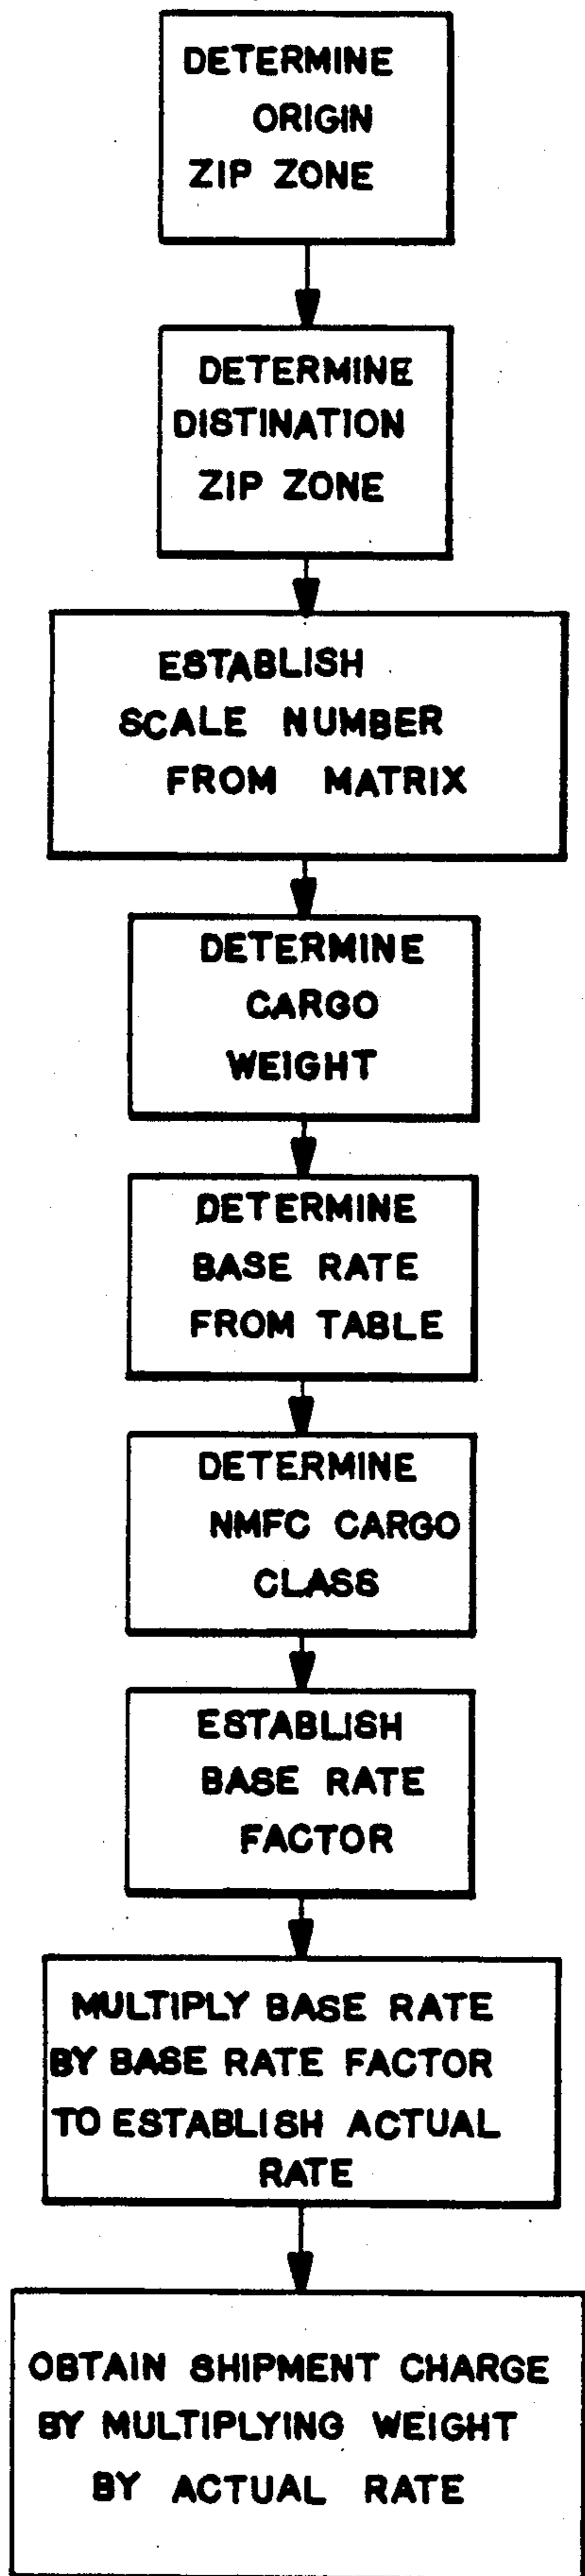 DETERMINE
ORIGIN
ZIP ZONE
DETERMINE
DISTINATION
ZIP ZONE
ESTABLISH
SCALE NUMBER
FROM MATRIX
DETERMINE
CARGO
WEIGHT
DETERMINE
BASE RATE
FROM TABLE
DETERMINE
NMFC CARGO
CLASS
ESTABLISH
BASE RATE
FACTOR
MULTIPLY BASE RATE
BY BASE RATE FACTOR
TO ESTABLISH ACTUAL
RATE
OBTAIN SHIPMENT CHARGE
BY MULTIPLYING WEIGHT
BY ACTUAL RATE